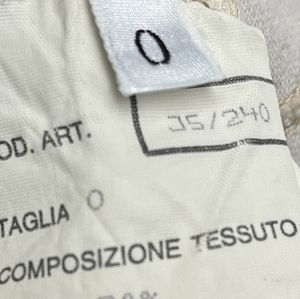 0
OD. ART. J5/240
TAGLIA 0
COMPOSIZIONE TESSUTO